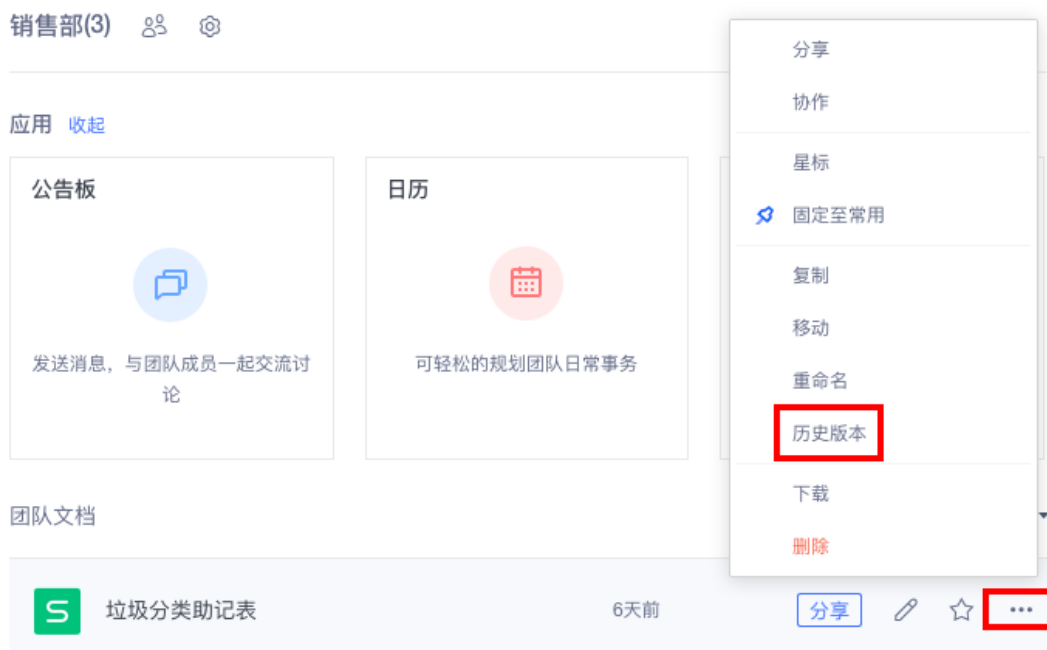 销售部(3)
应用 收起
公告板
发送消息，与团队成员一起交流讨
论
日历
可轻松的规划团队日常事务
分享
协作
星标
固定至常用
复制
移动
重命名
历史版本
下载
删除
团队文档
垃圾分类助记表 6天前 分享